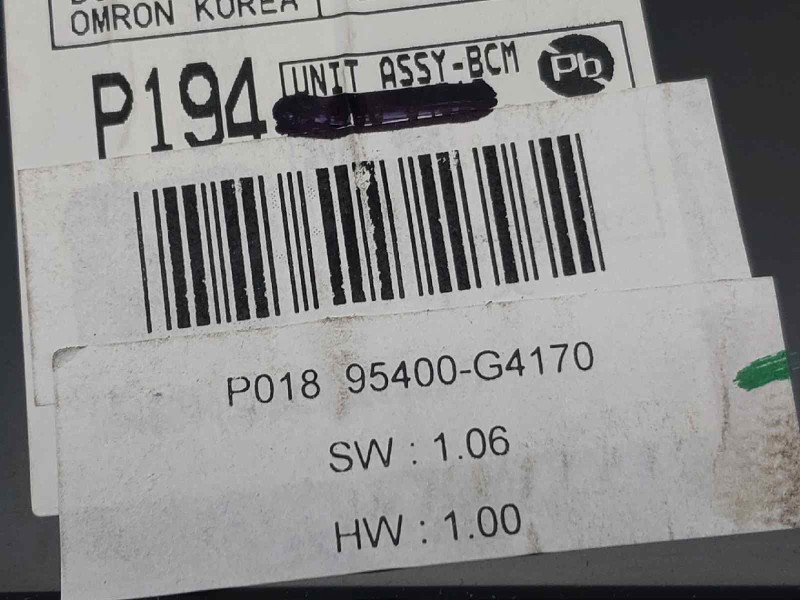 OMRON KOREA
P194 UNIT ASSY-BCM Pb
P018 95400-G4170
SW : 1.06
HW : 1.00